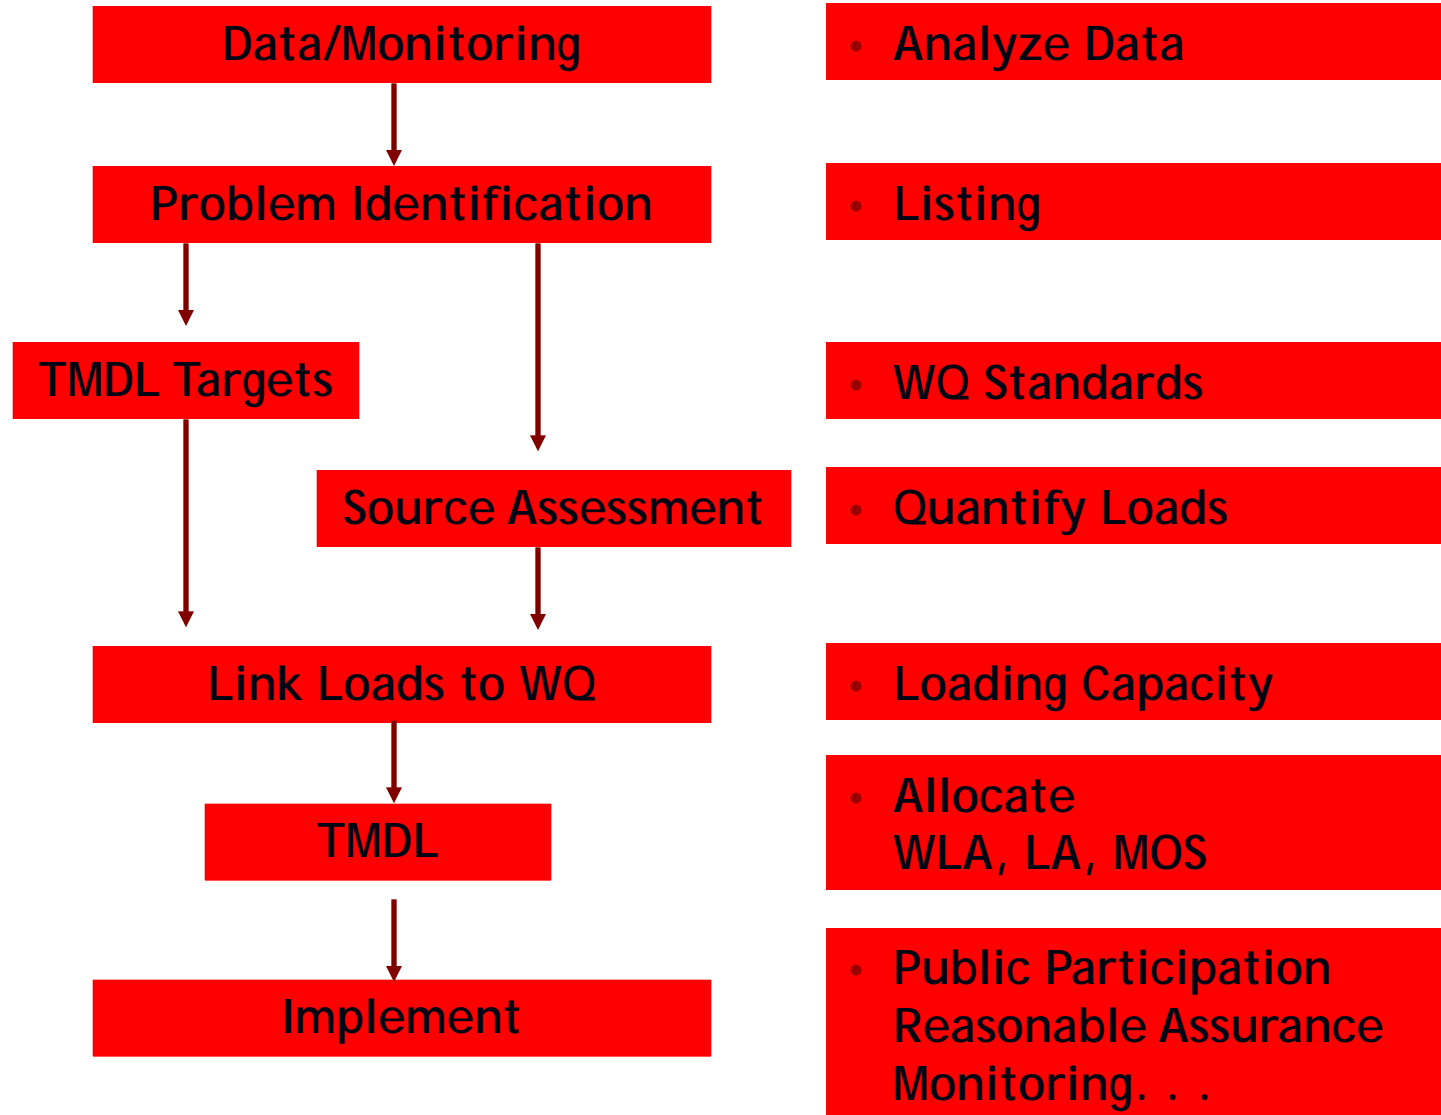 Data/Monitoring
• Analyze Data
Problem Identification
• Listing
TMDL Targets
• WQ Standards
Source Assessment
• Quantify Loads
Link Loads to WQ
• Loading Capacity
TMDL
• Allocate
WLA, LA, MOS
Implement
• Public Participation
Reasonable Assurance
Monitoring. . .